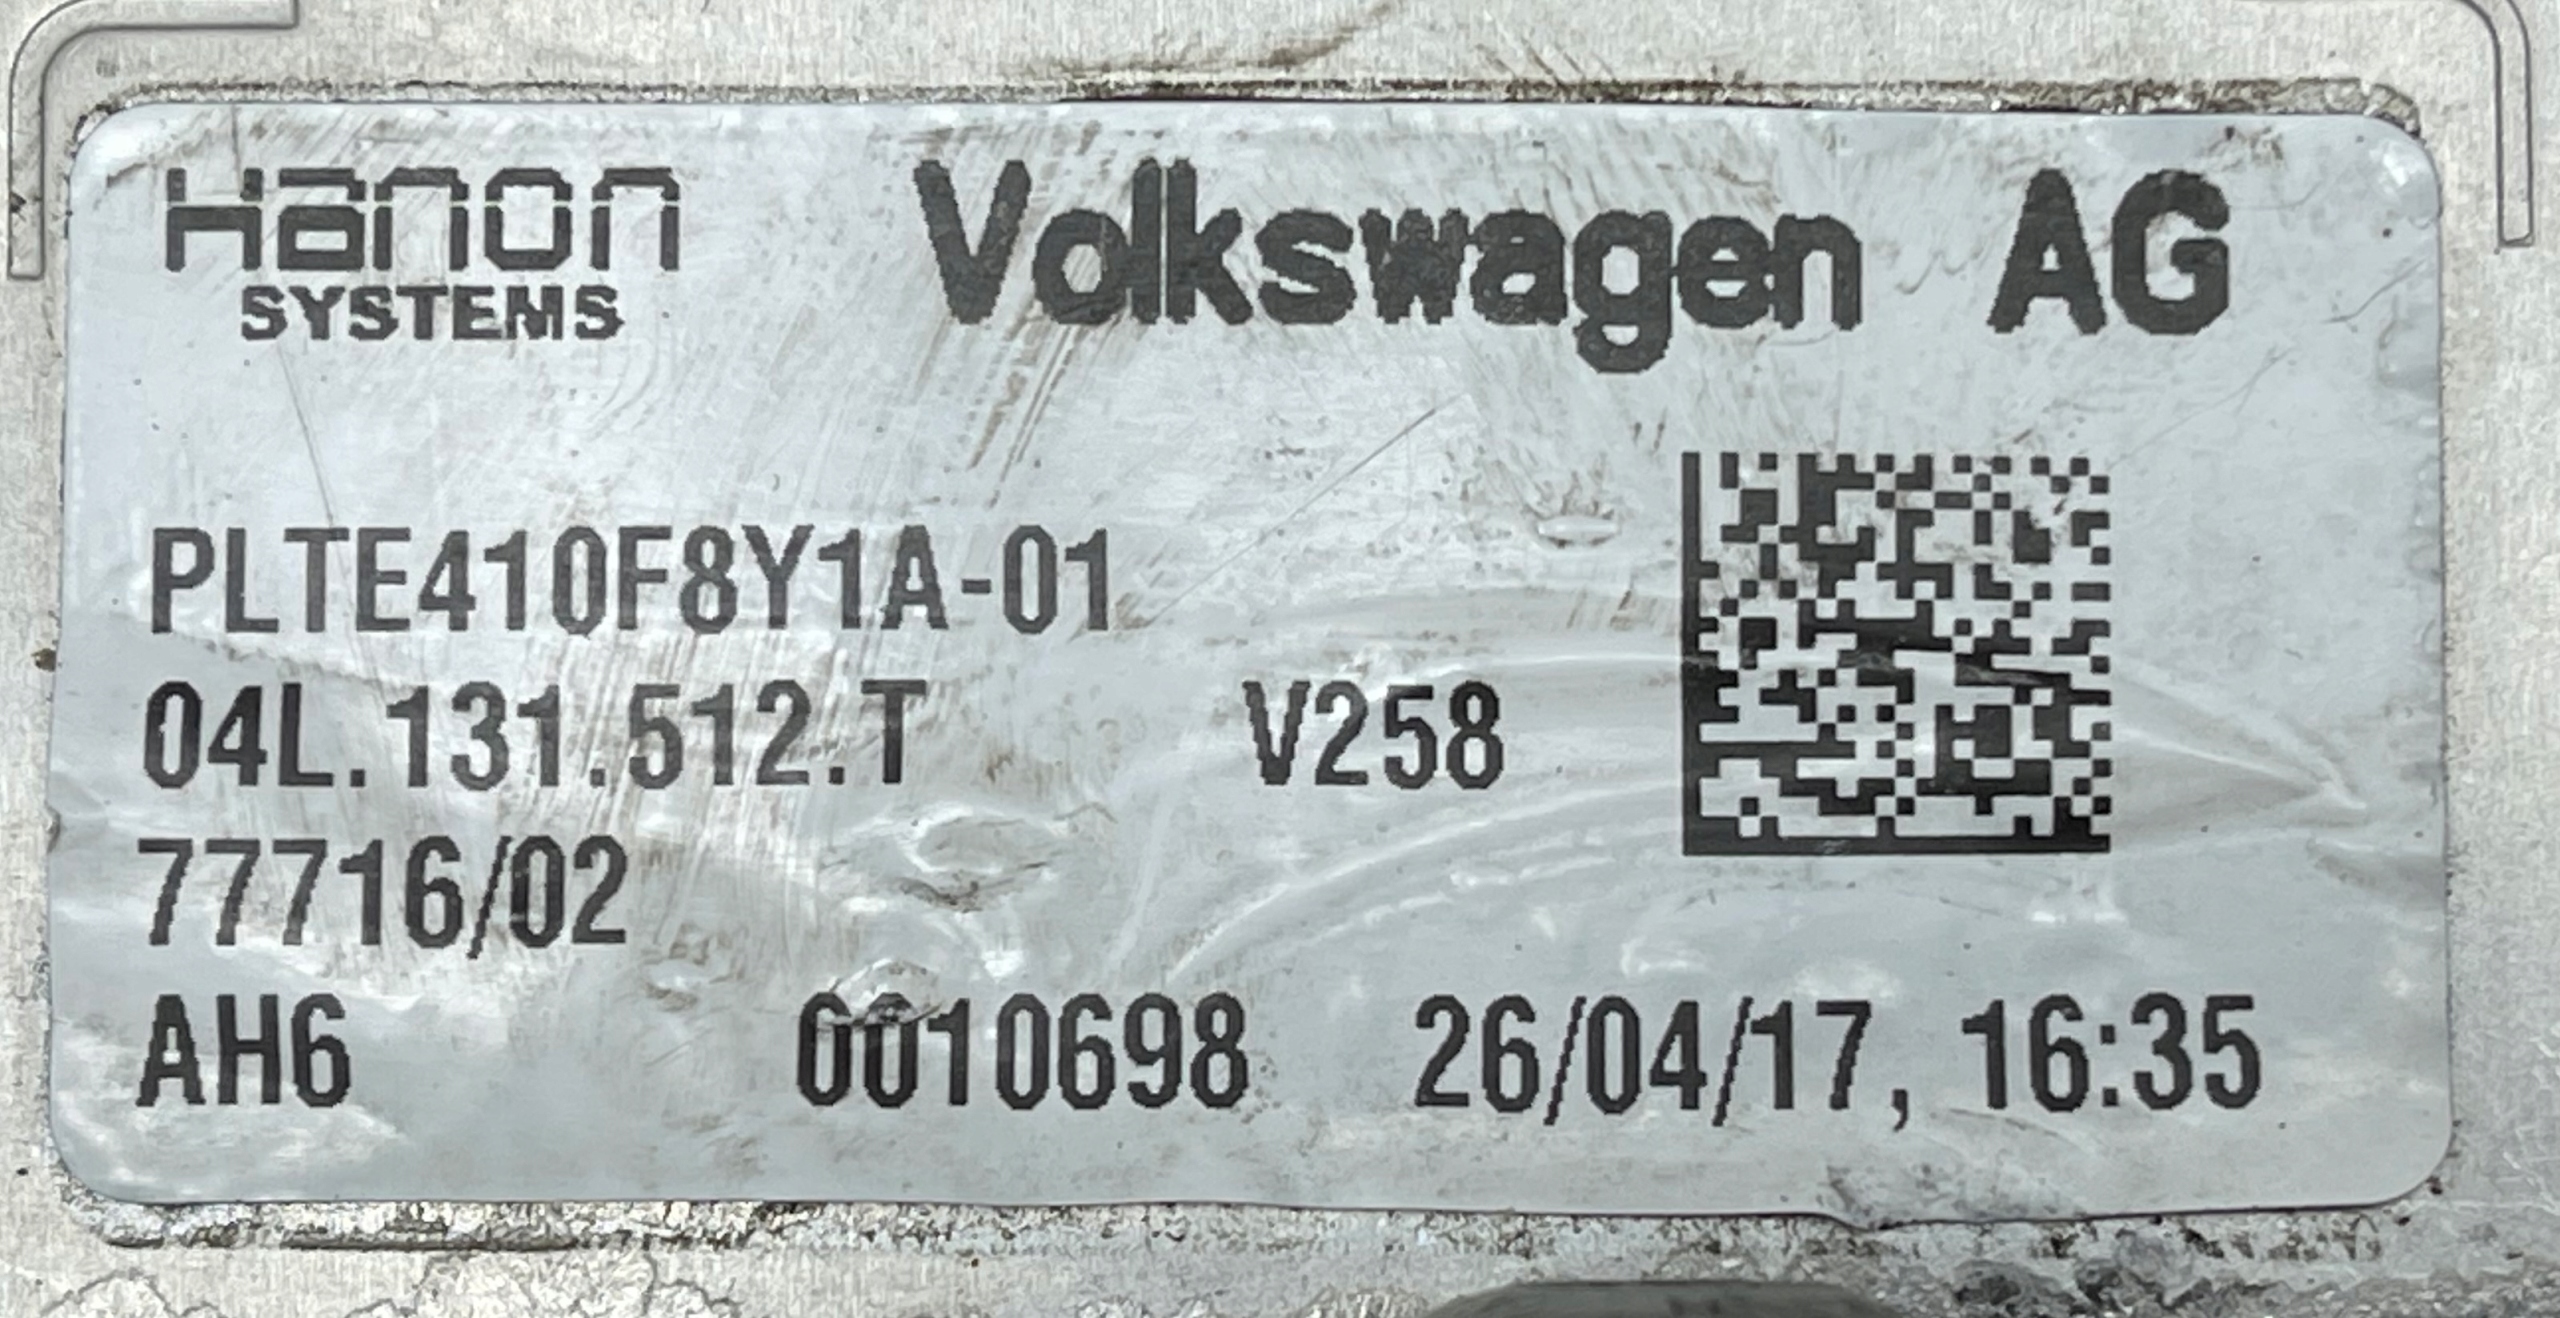 Hanon Volkswagen AG
SYSTEMS
PLTE410F8Y1A-01
04L.131.512.T V258
77716/02
AH6 0010698 26/04/17, 16:35